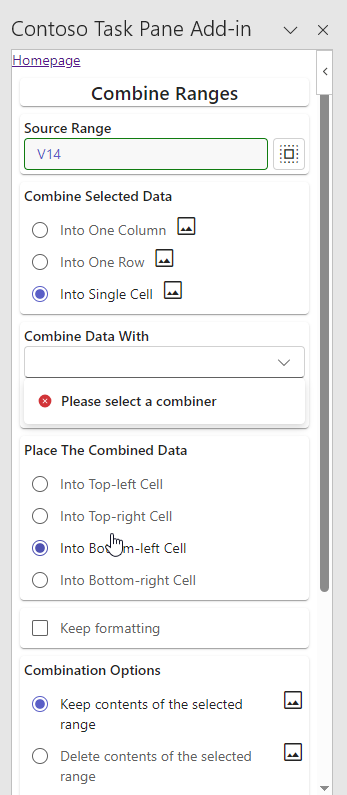 Contoso Task Pane Add-in
Homepage
Combine Ranges
Source Range
V14
Combine Selected Data
Into One Column
Into One Row
Into Single Cell
Combine Data With
Please select a combiner
Place The Combined Data
Into Top-left Cell
Into Top-right Cell
Into Bottom-left Cell
Into Bottom-right Cell
Keep formatting
Combination Options
Keep contents of the selected
range
Delete contents of the selected
range